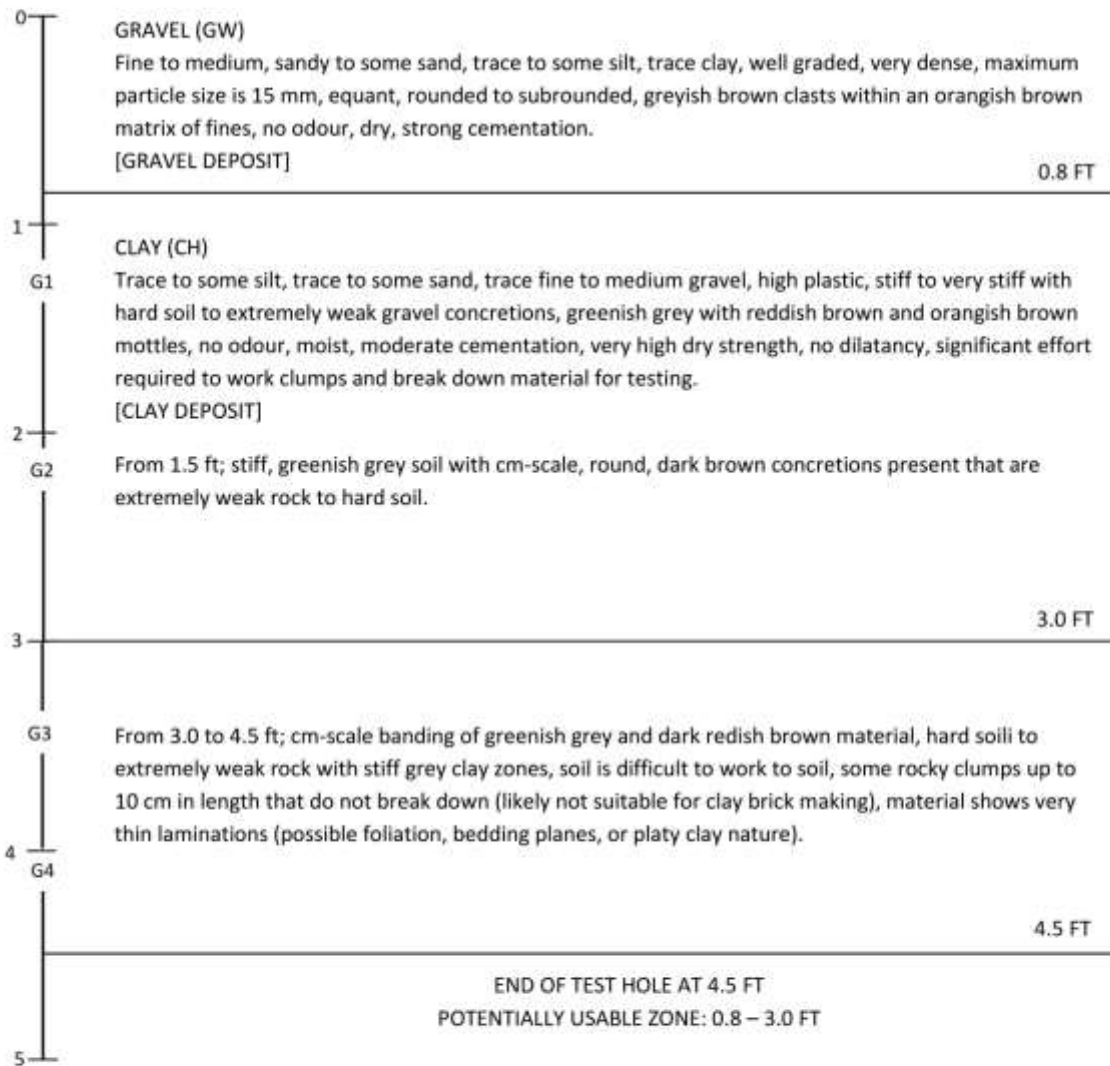 0
GRAVEL (GW)
Fine to medium, sandy to some sand, trace to some silt, trace clay, well graded, very dense, maximum
particle size is 15 mm, equant, rounded to subrounded, greyish brown clasts within an orangish brown
matrix of fines, no odour, dry, strong cementation.
[GRAVEL DEPOSIT]
0.8 FT
1
CLAY (CH)
G1
Trace to some silt, trace to some sand, trace fine to medium gravel, high plastic, stiff to very stiff with
hard soil to extremely weak gravel concretions, greenish grey with reddish brown and orangish brown
mottles, no odour, moist, moderate cementation, very high dry strength, no dilatancy, significant effort
required to work clumps and break down material for testing.
[CLAY DEPOSIT]
2
G2
From 1.5 ft; stiff, greenish grey soil with cm-scale, round, dark brown concretions present that are
extremely weak rock to hard soil.
3.0 FT
3
G3
From 3.0 to 4.5 ft; cm-scale banding of greenish grey and dark redish brown material, hard soili to
extremely weak rock with stiff grey clay zones, soil is difficult to work to soil, some rocky clumps up to
10 cm in length that do not break down (likely not suitable for clay brick making), material shows very
thin laminations (possible foliation, bedding planes, or platy clay nature).
4
G4
4.5 FT
END OF TEST HOLE AT 4.5 FT
POTENTIALLY USABLE ZONE: 0.8 – 3.0 FT
5